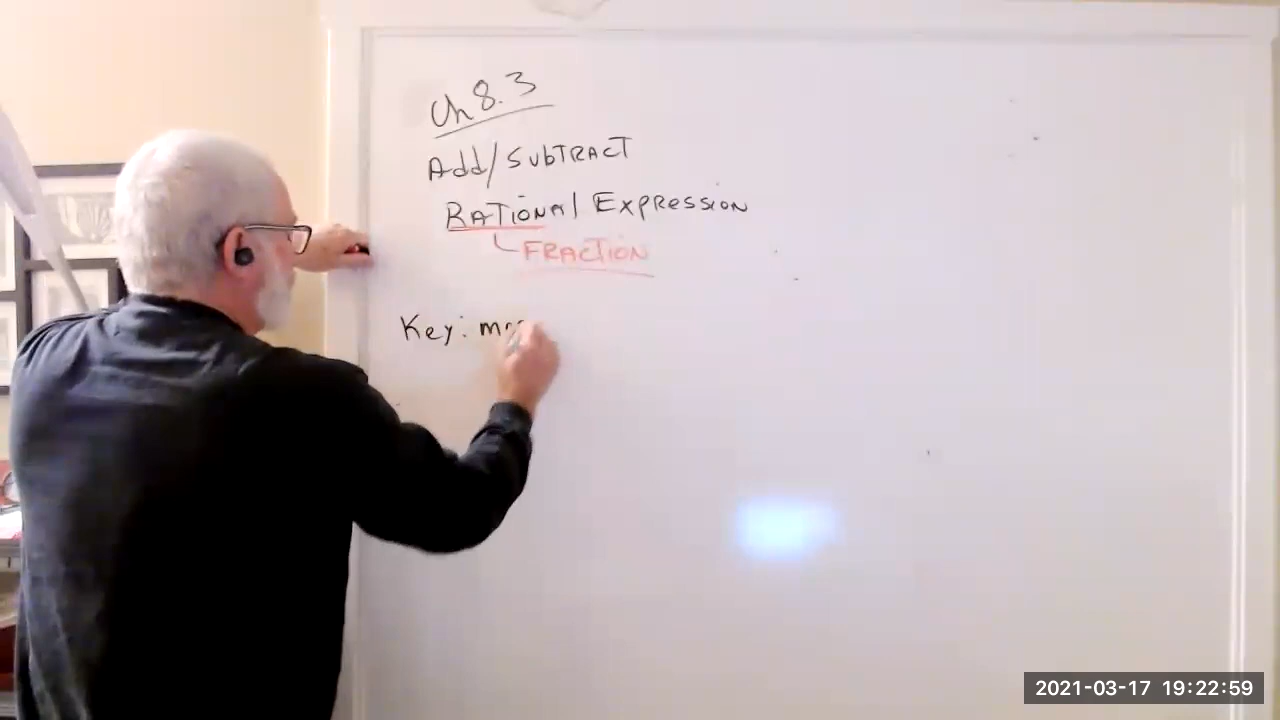 Ch 8.3
Add/SUBTRACT
RATIONAl ExpRESSION
FRACTION
Key:
2021-03-17 19:22:59